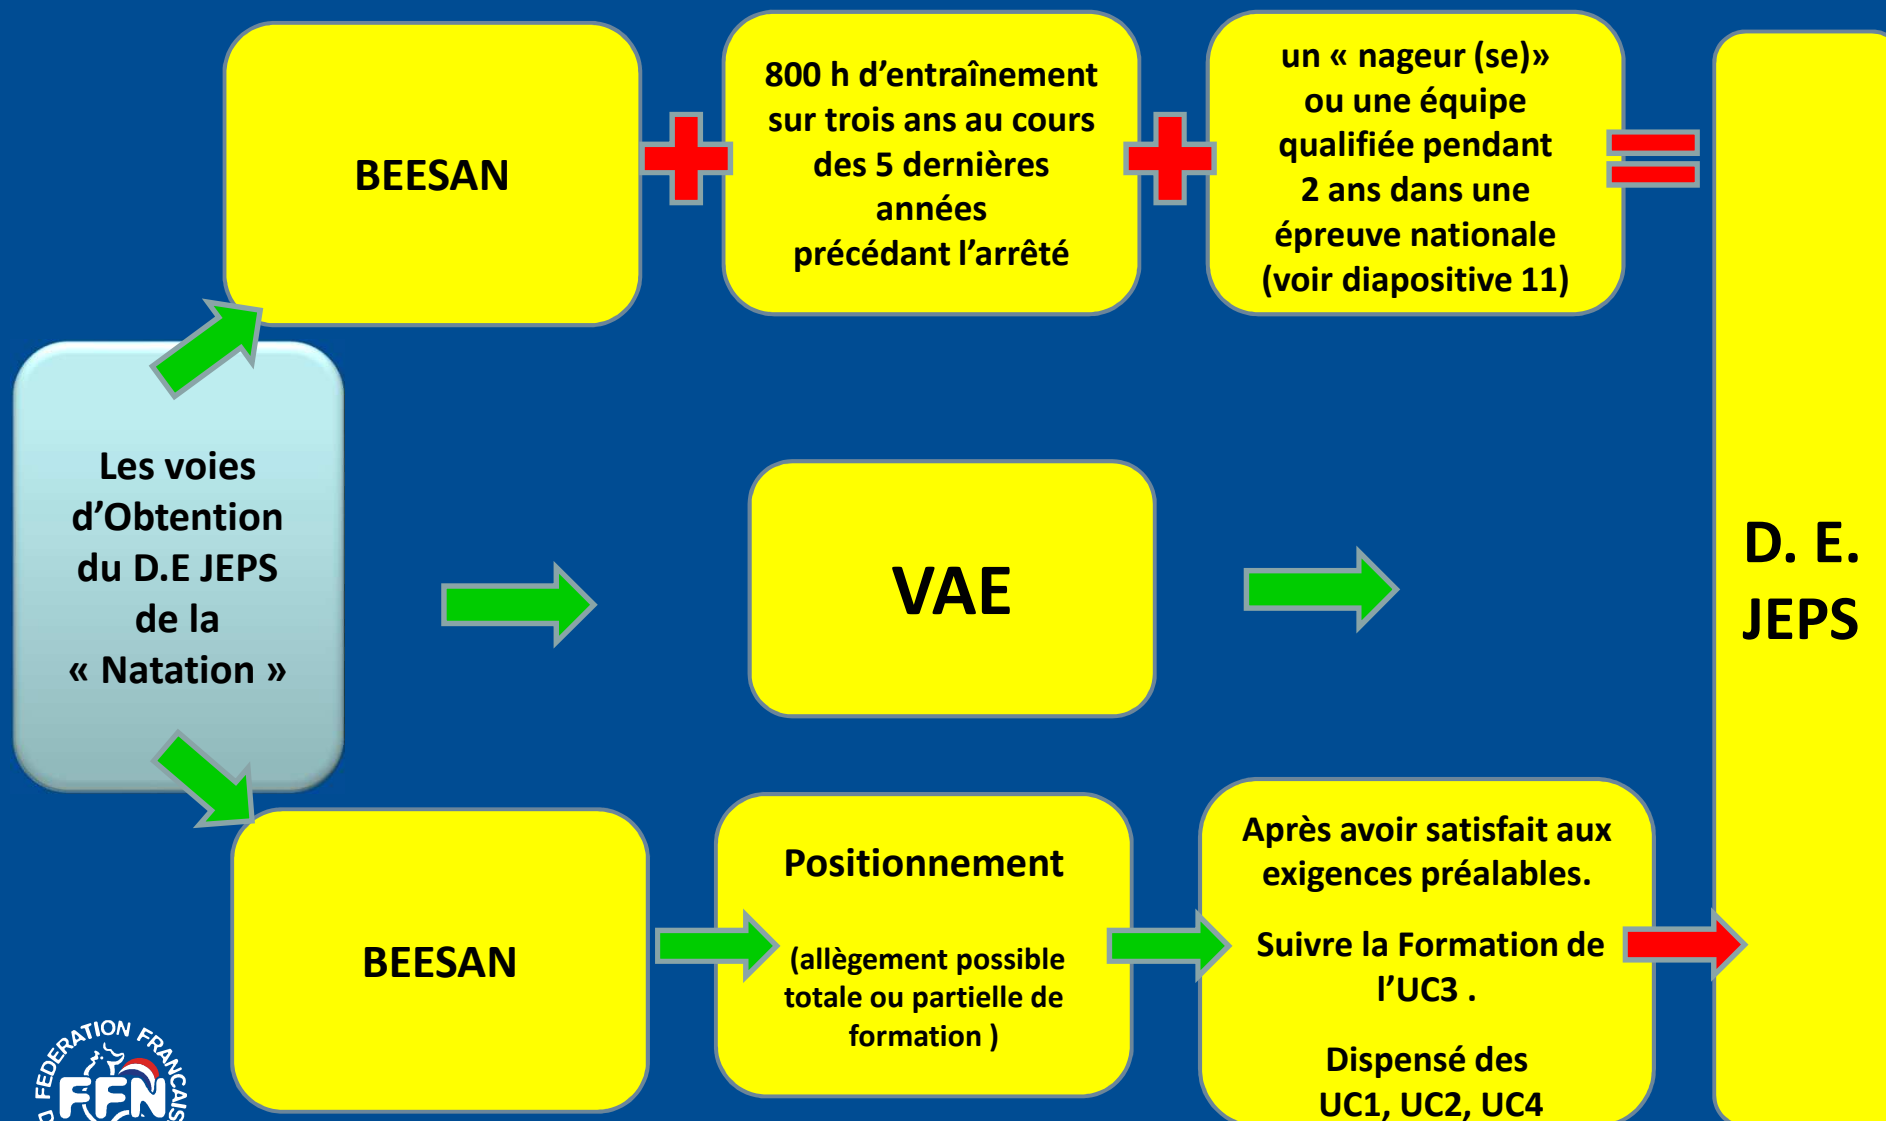 BEESAN
800 h d’entraînement
sur trois ans au cours
des 5 dernières
années
précédant l’arrêté
un « nageur (se)»
ou une équipe
qualifiée pendant
2 ans dans une
épreuve nationale
(voir diapositive 11)
Les voies
d’Obtention
du D.E JEPS
de la
« Natation »
VAE
D. E.
JEPS
BEESAN
Positionnement
(allègement possible
totale ou partielle de
formation )
Après avoir satisfait aux
exigences préalables.
Suivre la Formation de
l’UC3 .
Dispensé des
UC1, UC2, UC4
FEDERATION FRANCAIS
FFN